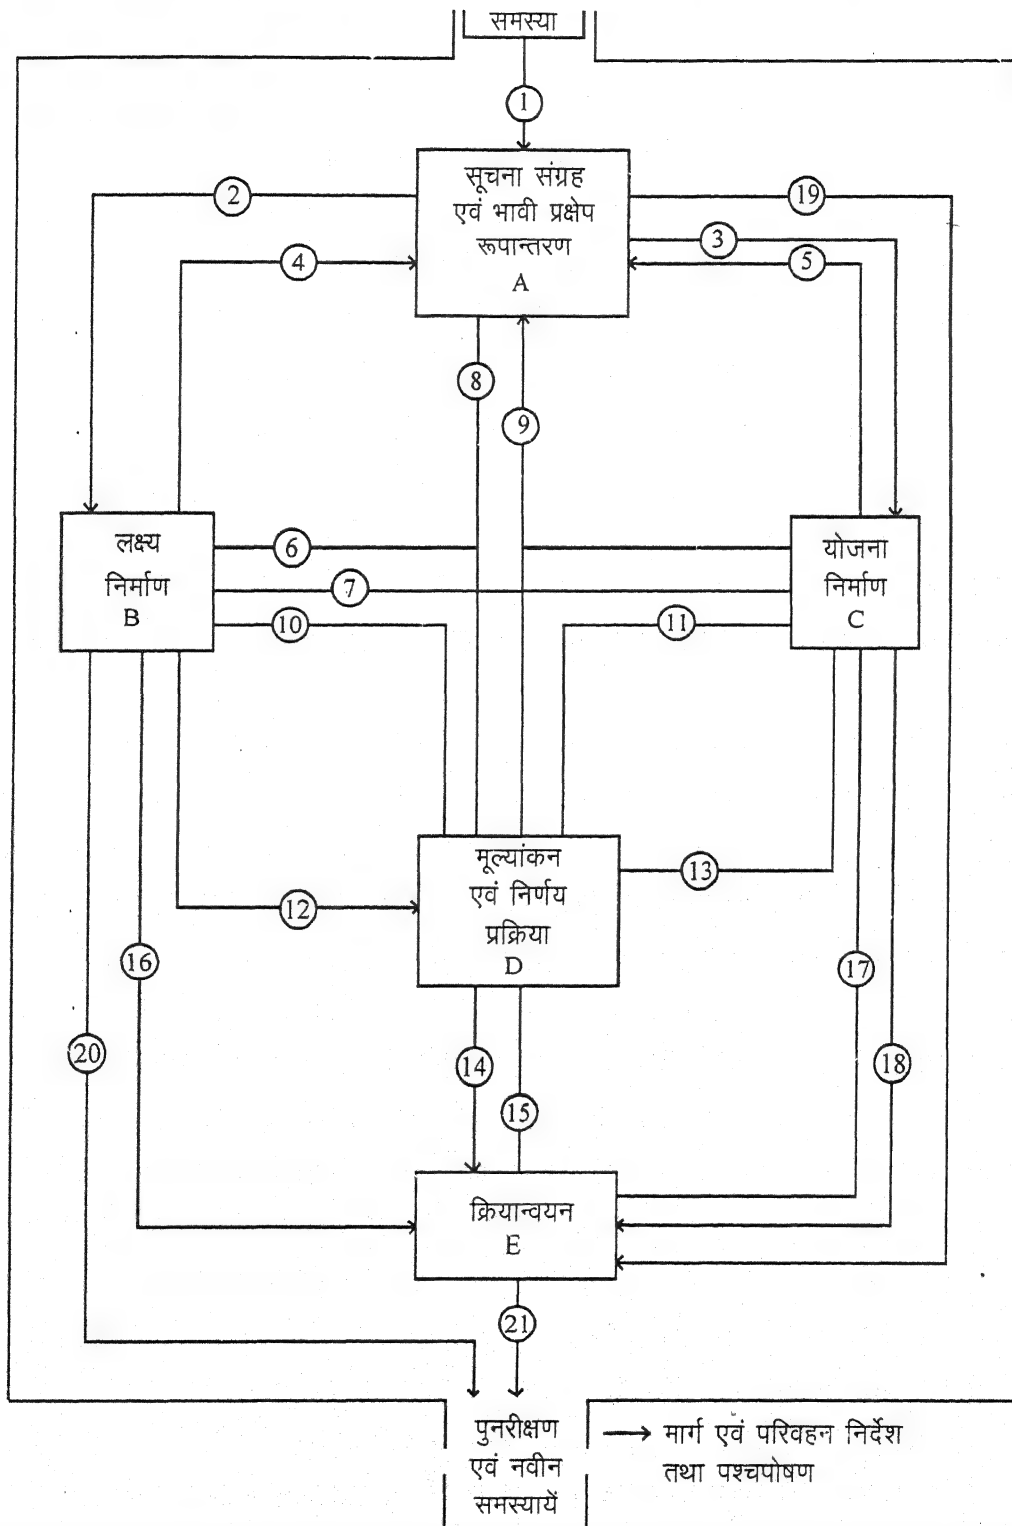 समस्या
1
सूचना संग्रह
एवं भावी प्रक्षेप
रूपान्तरण
A
2
19
3
4
5
8
9
लक्ष्य
निर्माण
B
योजना
निर्माण
C
6
7
10
11
मूल्यांकन
एवं निर्णय
प्रक्रिया
D
13
12
16
17
20
14
18
15
क्रियान्वयन
E
21
पुनरीक्षण
एवं नवीन
समस्यायें
→ मार्ग एवं परिवहन निर्देश
तथा पश्चपोषण